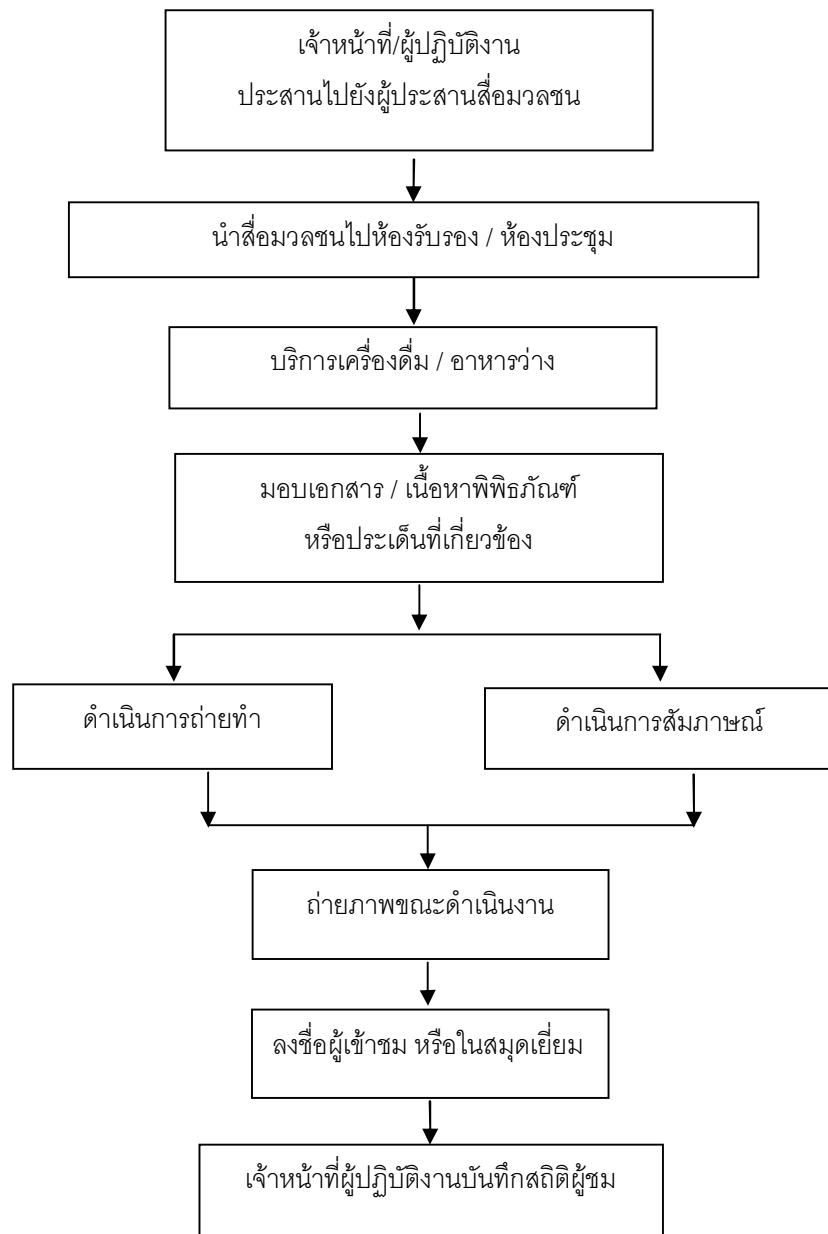 เจ้าหน้าที่/ผู้ปฏิบัติงาน
ประสานไปยังผู้ประสานสื่อมวลชน
นำสื่อมวลชนไปห้องรับรอง / ห้องประชุม
บริการเครื่องดื่ม / อาหารว่าง
มอบเอกสาร / เนื้อหาพิพิธภัณฑ์
หรือประเด็นที่เกี่ยวข้อง
ดำเนินการถ่ายทำ
ดำเนินการสัมภาษณ์
ถ่ายภาพขณะดำเนินงาน
ลงชื่อผู้เข้าชม หรือในสมุดเยี่ยม
เจ้าหน้าที่ผู้ปฏิบัติงานบันทึกสถิติผู้ชม